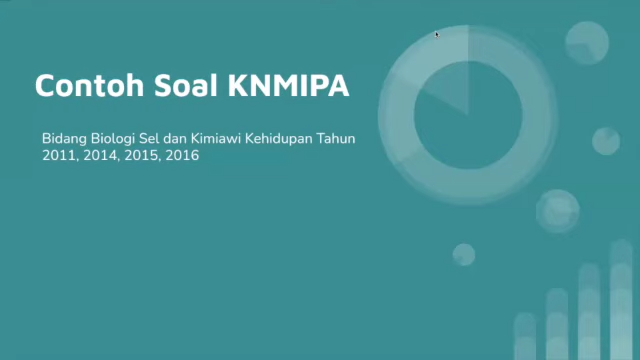 Contoh Soal KNMIPA
Bidang Biologi Sel dan Kimiawi Kehidupan Tahun
2011, 2014, 2015, 2016